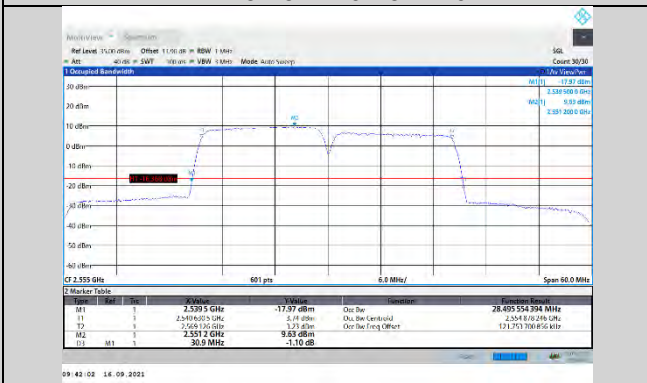 MultiView Spectrum
Ref Level 35.00 dBm Offset 11.90 dB RBW 1 MHz SGL
Att 40 dB SWT 100 ms VBW 3 MHz Mode Auto Sweep Count 30/30
1 Occupied Bandwidth 1Av View/Pwr
M1[1] -17.97 dBm
2.539 500 0 GHz
M2[1] 9.63 dBm
2.551 200 0 GHz
30 dBm
20 dBm
M2
10 dBm
0 dBm
-10 dBm
-20 dBm
-30 dBm
-40 dBm
-50 dBm
-60 dBm
CF 2.555 GHz 601 pts 6.0 MHz/ Span 60.0 MHz
2 Marker Table
Type Ref Trc X-Value Y-Value Function Function Result
M1 1 2.539 5 GHz -17.97 dBm Occ Bw 28.495 554 394 MHz
T1 1 2.540 630 5 GHz 3.74 dBm Occ Bw Centroid 2.554 878 246 GHz
T2 1 2.569 126 GHz 3.23 dBm Occ Bw Freq Offset -121.753 700 856 kHz
M2 1 2.551 2 GHz 9.63 dBm
D3 M1 1 30.9 MHz -1.10 dB
09:42:02 16.09.2021